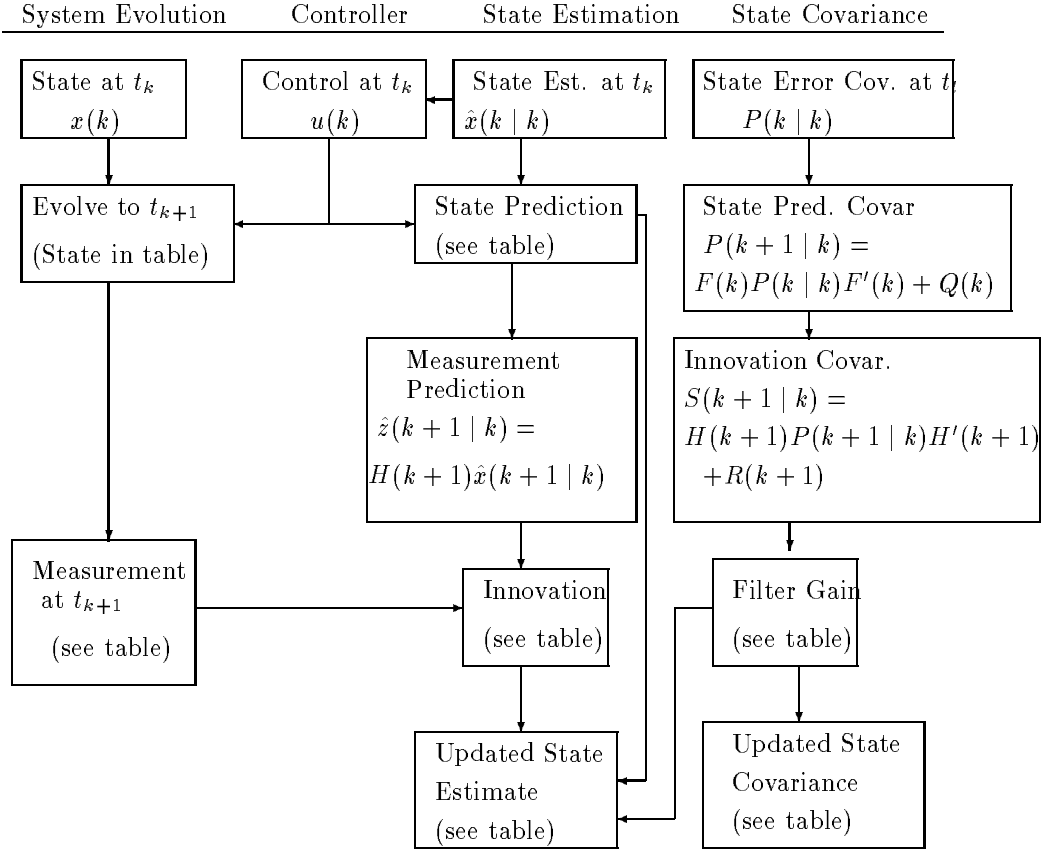 System Evolution Controller State Estimation State Covariance
State at t_k
x(k)
Control at t_k
u(k)
State Est. at t_k
x̂(k | k)
State Error Cov. at t
P(k | k)
Evolve to t_{k+1}
(State in table)
State Prediction
(see table)
State Pred. Covar
P(k + 1 | k) =
F(k)P(k | k)F′(k) + Q(k)
Measurement
Prediction
ẑ(k + 1 | k) =
H(k + 1)x̂(k + 1 | k)
Innovation Covar.
S(k + 1 | k) =
H(k + 1)P(k + 1 | k)H′(k + 1)
+R(k + 1)
Measurement
at t_{k+1}
(see table)
Innovation
(see table)
Filter Gain
(see table)
Updated State
Estimate
(see table)
Updated State
Covariance
(see table)